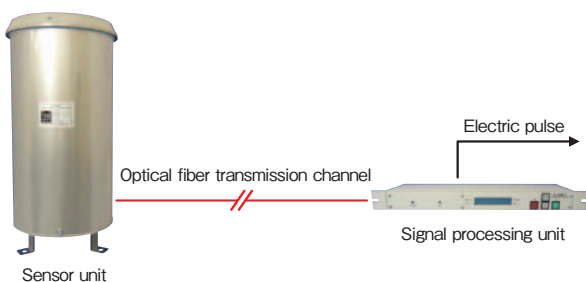 Electric pulse
Optical fiber transmission channel
Signal processing unit
Sensor unit